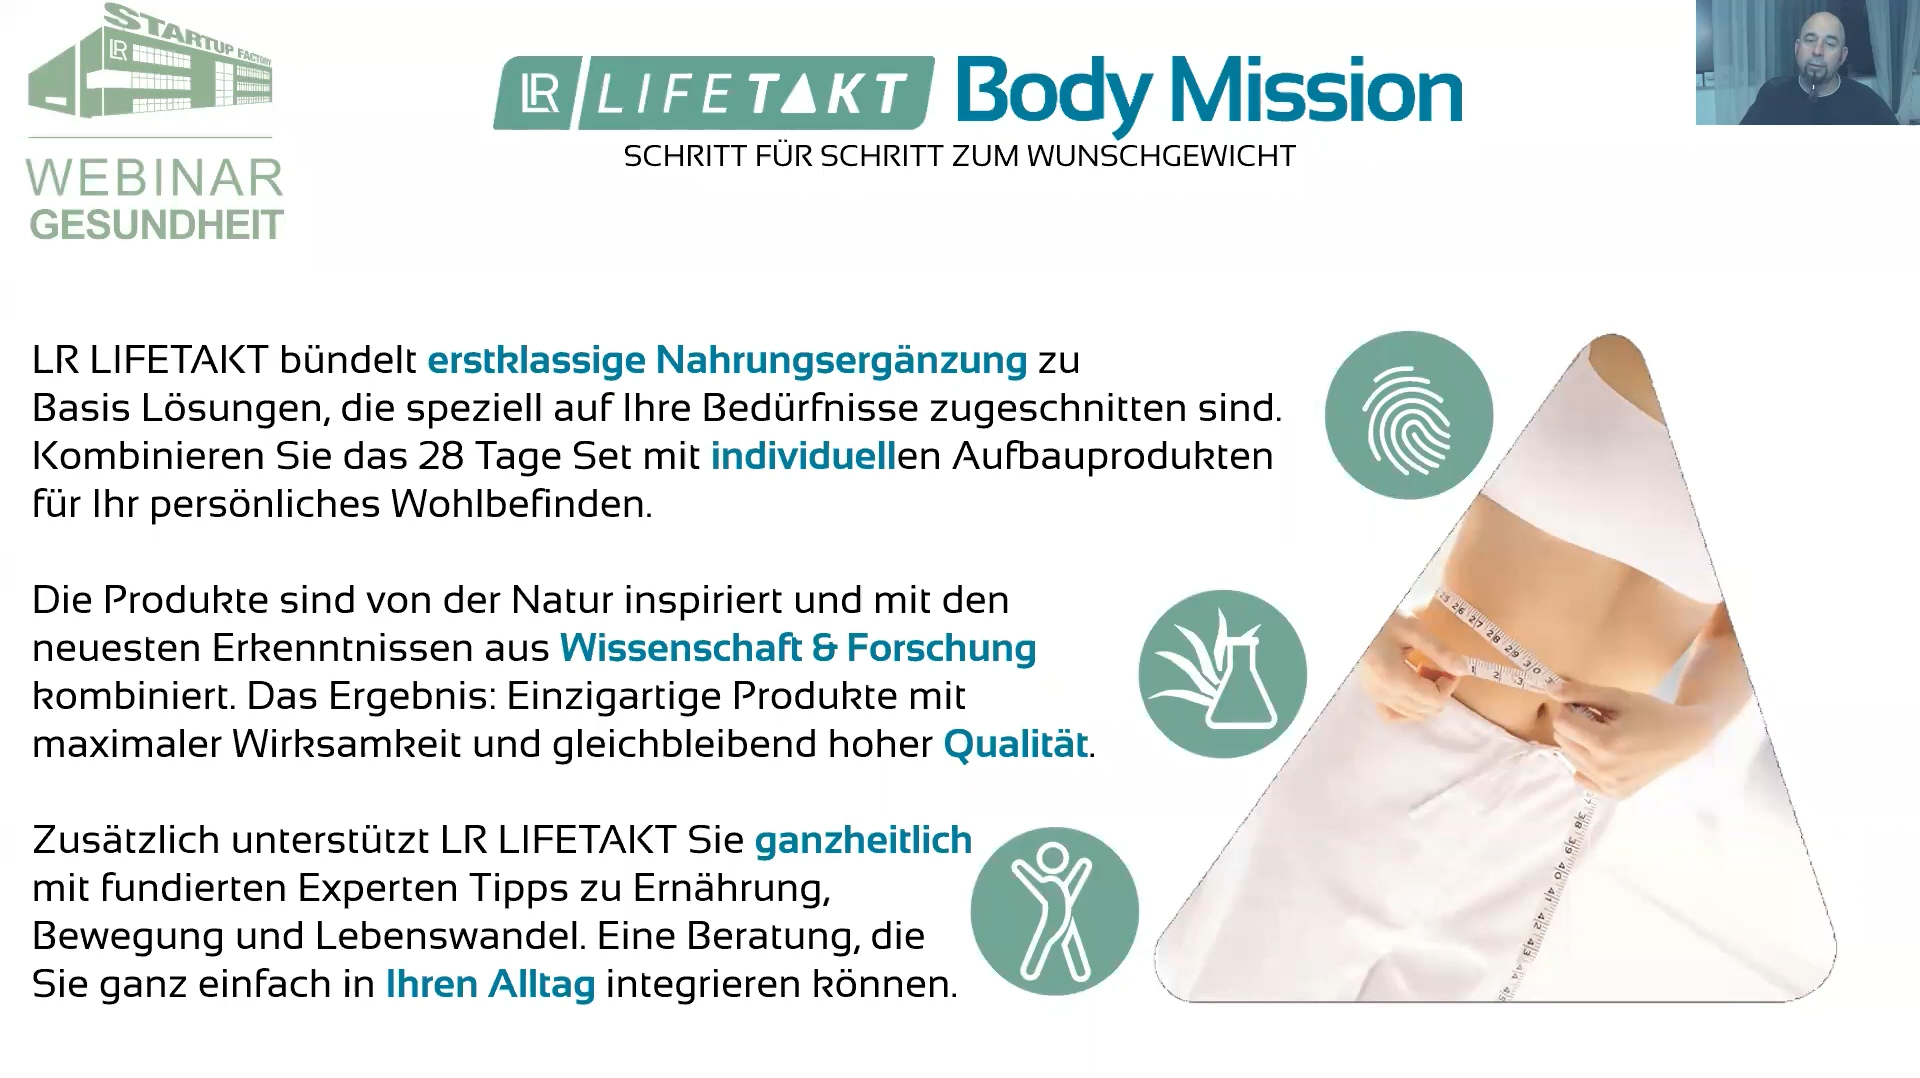 STARTUP FACTORY
LR
WEBINAR
GESUNDHEIT
LR LIFETAKT Body Mission
SCHRITT FÜR SCHRITT ZUM WUNSCHGEWICHT
LR LIFETAKT bündelt erstklassige Nahrungsergänzung zu
Basis Lösungen, die speziell auf Ihre Bedürfnisse zugeschnitten sind.
Kombinieren Sie das 28 Tage Set mit individuellen Aufbauprodukten
für Ihr persönliches Wohlbefinden.
Die Produkte sind von der Natur inspiriert und mit den
neuesten Erkenntnissen aus Wissenschaft & Forschung
kombiniert. Das Ergebnis: Einzigartige Produkte mit
maximaler Wirksamkeit und gleichbleibend hoher Qualität.
Zusätzlich unterstützt LR LIFETAKT Sie ganzheitlich
mit fundierten Experten Tipps zu Ernährung,
Bewegung und Lebenswandel. Eine Beratung, die
Sie ganz einfach in Ihren Alltag integrieren können.